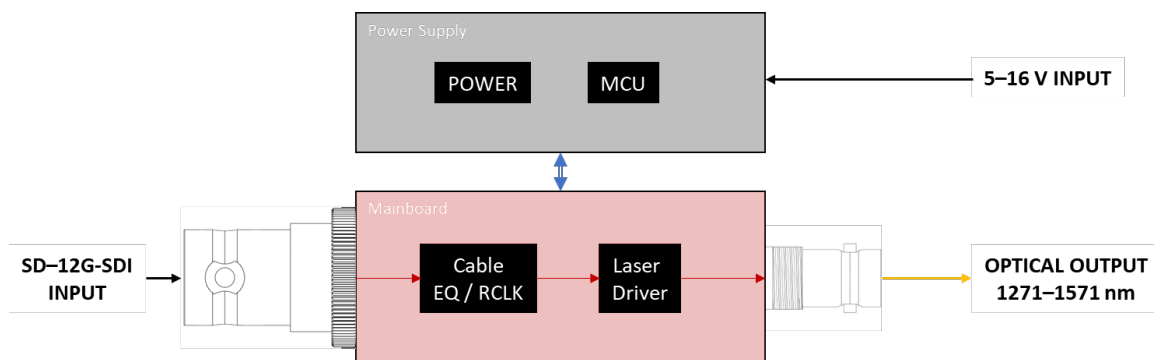 Power Supply
POWER
MCU
5–16 V INPUT
Mainboard
SD–12G-SDI
INPUT
Cable
EQ / RCLK
Laser
Driver
OPTICAL OUTPUT
1271–1571 nm